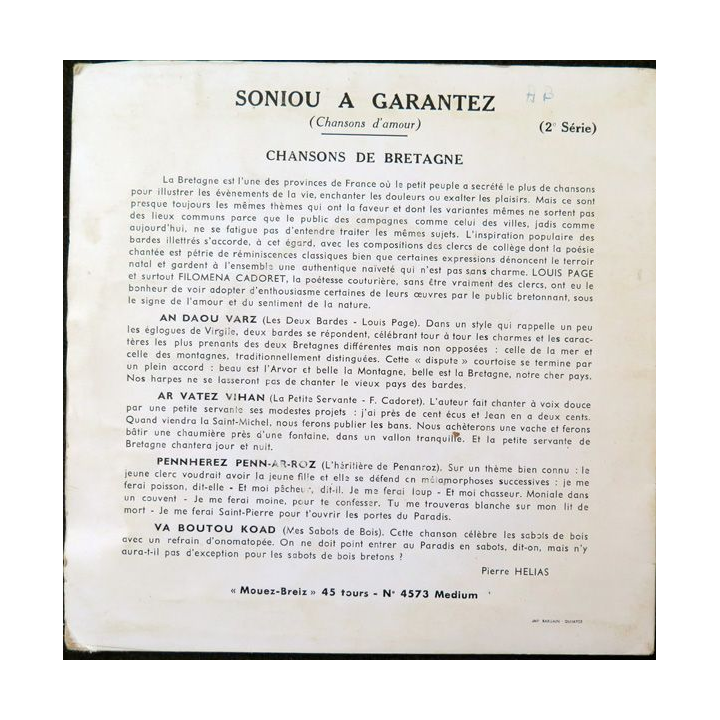 SONIOU A GARANTEZ
(Chansons d'amour)
(2° Série)
CHANSONS DE BRETAGNE
La Bretagne est l'une des provinces de France où le petit peuple a secrété le plus de chansons
pour illustrer les évènements de la vie, enchanter les douleurs ou exalter les plaisirs. Mais ce sont
presque toujours les mêmes thèmes qui ont la faveur et dont les variantes mêmes ne sortent pas
des lieux communs parce que le public des campagnes comme celui des villes, jadis comme
aujourd'hui, ne se fatigue pas d'entendre traiter les mêmes sujets. L'inspiration populaire des
bardes illettrés s'accorde, à cet égard, avec les compositions des clercs de collège dont la poésie
chantée est pétrie de réminiscences classiques bien que certaines expressions dénoncent le terroir
natal et gardent à l'ensemble une authentique naïveté qui n'est pas sans charme. LOUIS PAGE
et surtout FILOMENA CADORET, la poétesse couturière, sans être vraiment des clercs, ont eu le
bonheur de voir adopter d'enthousiasme certaines de leurs œuvres par le public bretonnant, sous
le signe de l'amour et du sentiment de la nature.
AN DAOU VARZ (Les Deux Bardes - Louis Page). Dans un style qui rappelle un peu
les églogues de Virgile, deux bardes se répondent, célébrant tour à tour les charmes et les carac-
tères les plus prenants des deux Bretagnes différentes mais non opposées : celle de la mer et
celle des montagnes, traditionnellement distinguées. Cette « dispute » courtoise se termine par
un plein accord : beau est l'Arvor et belle la Montagne, belle est la Bretagne, notre cher pays.
Nos harpes ne se lasseront pas de chanter le vieux pays des bardes.
AR VATEZ VIHAN (La Petite Servante - F. Cadoret). L'auteur fait chanter à voix douce
par une petite servante ses modestes projets : j'ai près de cent écus et Jean en a deux cents.
Quand viendra la Saint-Michel, nous ferons publier les bans. Nous achèterons une vache et ferons
bâtir une chaumière près d'une fontaine, dans un vallon tranquille. Et la petite servante de
Bretagne chantera jour et nuit.
PENNHEREZ PENN-AR-ROZ (L'héritière de Penanroz). Sur un thème bien connu : le
jeune clerc voudrait avoir la jeune fille et elle se défend en métamorphoses successives : je me
ferai poisson, dit-elle - Et moi pêcheur, dit-il. Je me ferai loup - Et moi chasseur. Moniale dans
un couvent - Je me ferai moine, pour te confesser. Tu me trouveras blanche sur mon lit de
mort - Je me ferai Saint-Pierre pour t'ouvrir les portes du Paradis.
VA BOUTOU KOAD (Mes Sabots de Bois). Cette chanson célèbre les sabots de bois
avec un refrain d'onomatopée. On ne doit point entrer au Paradis en sabots, dit-on, mais n'y
aura-t-il pas d'exception pour les sabots de bois bretons ?
Pierre HELIAS
« Mouez-Breiz » 45 tours - N° 4573 Medium